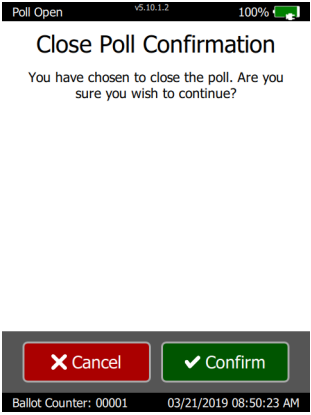 Poll Open v5.10.1.2 100%
Close Poll Confirmation
You have chosen to close the poll. Are you
sure you wish to continue?
Cancel Confirm
Ballot Counter: 00001 03/21/2019 08:50:23 AM